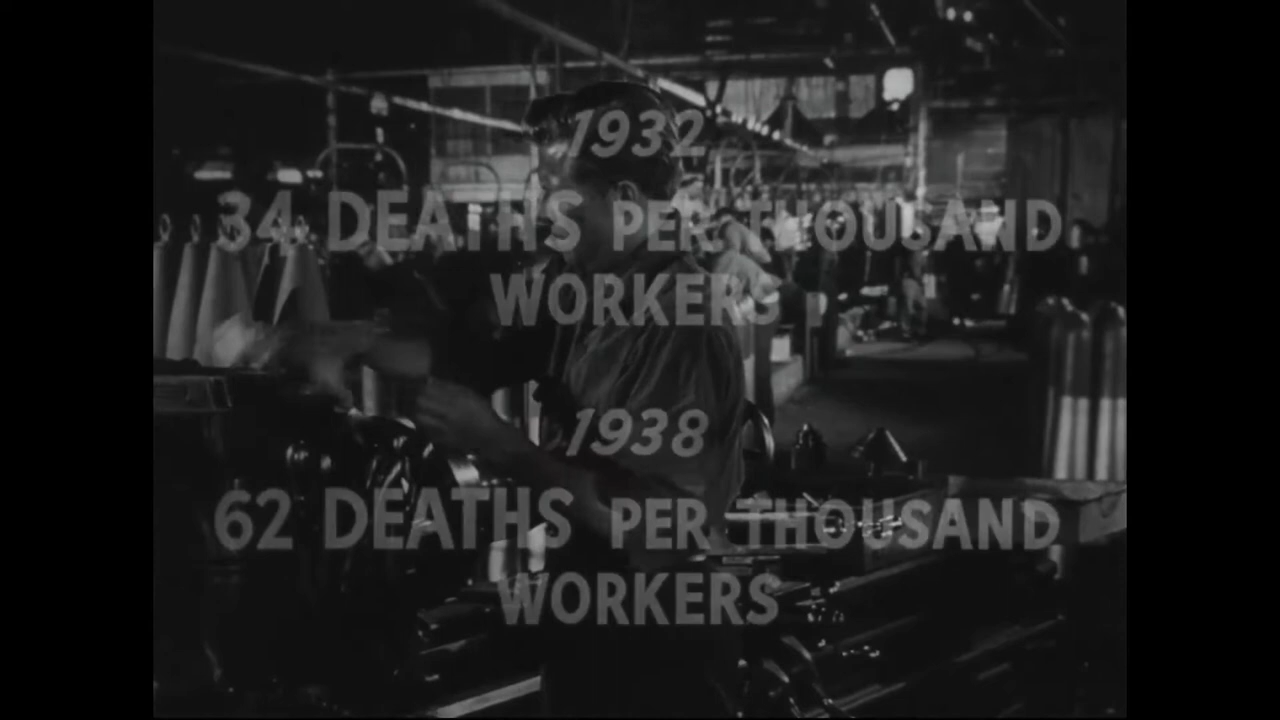 1932
34 DEATHS PER THOUSAND
WORKERS
1938
62 DEATHS PER THOUSAND
WORKERS